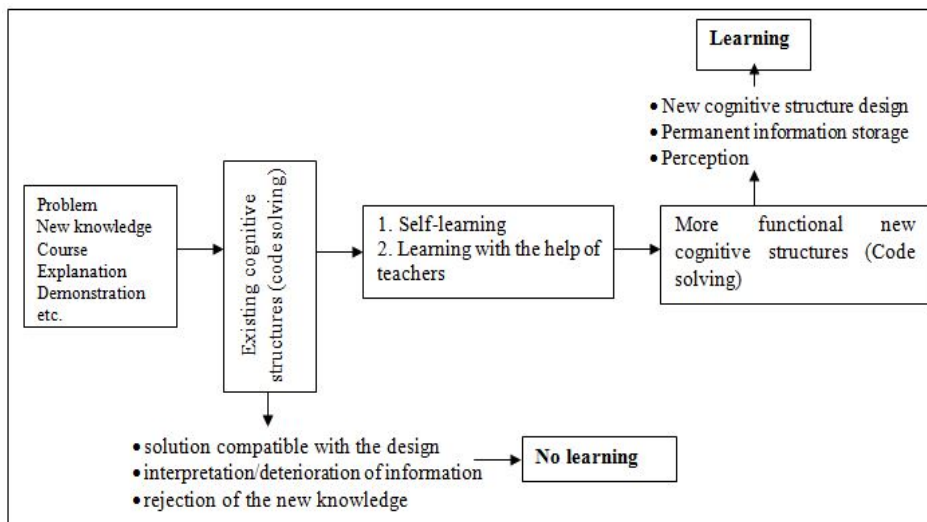 Learning
• New cognitive structure design
• Permanent information storage
• Perception
Problem
New knowledge
Course
Explanation
Demonstration
etc.
Existing cognitive
structures (code solving)
1. Self-learning
2. Learning with the help of
teachers
More functional new
cognitive structures (Code
solving)
• solution compatible with the design
• interpretation/deterioration of information
• rejection of the new knowledge
No learning